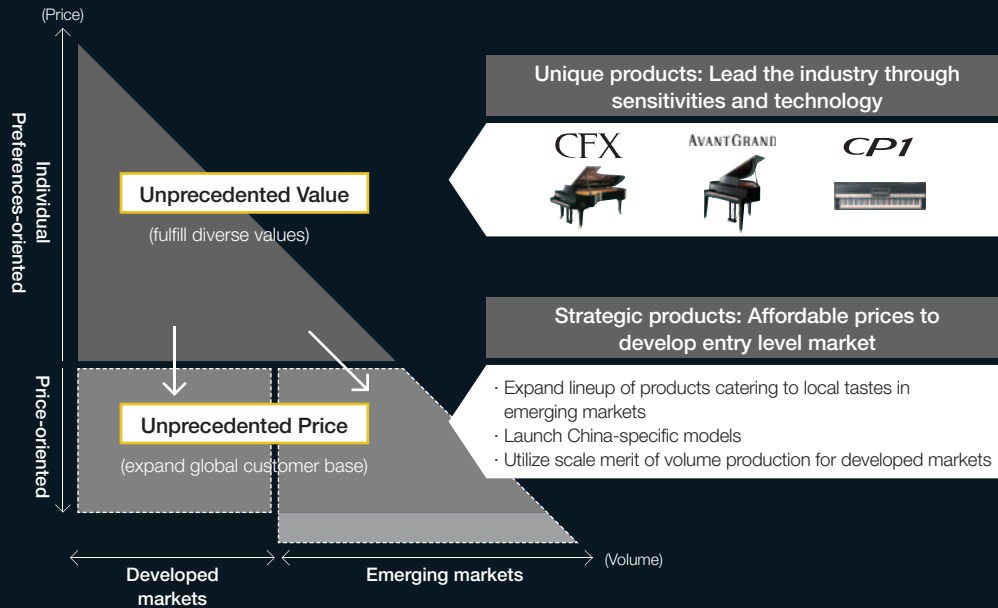 (Price)
Individual
Preferences-oriented
Price-oriented
Unprecedented Value
(fulfill diverse values)
Unprecedented Price
(expand global customer base)
Developed
markets
Emerging markets
(Volume)
Unique products: Lead the industry through
sensitivities and technology
CFX
AVANTGRAND
CP1
Strategic products: Affordable prices to
develop entry level market
· Expand lineup of products catering to local tastes in
emerging markets
· Launch China-specific models
· Utilize scale merit of volume production for developed markets